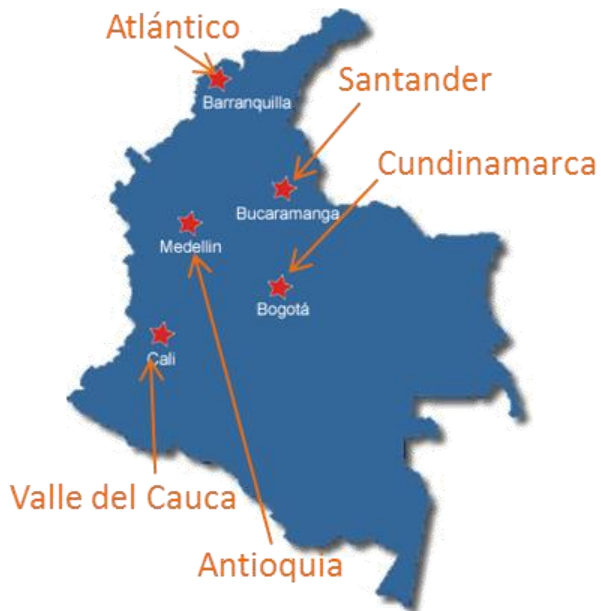 Atlántico
Santander
Barranquilla
Cundinamarca
Bucaramanga
Medellin
Bogotá
Cali
Valle del Cauca
Antioquia